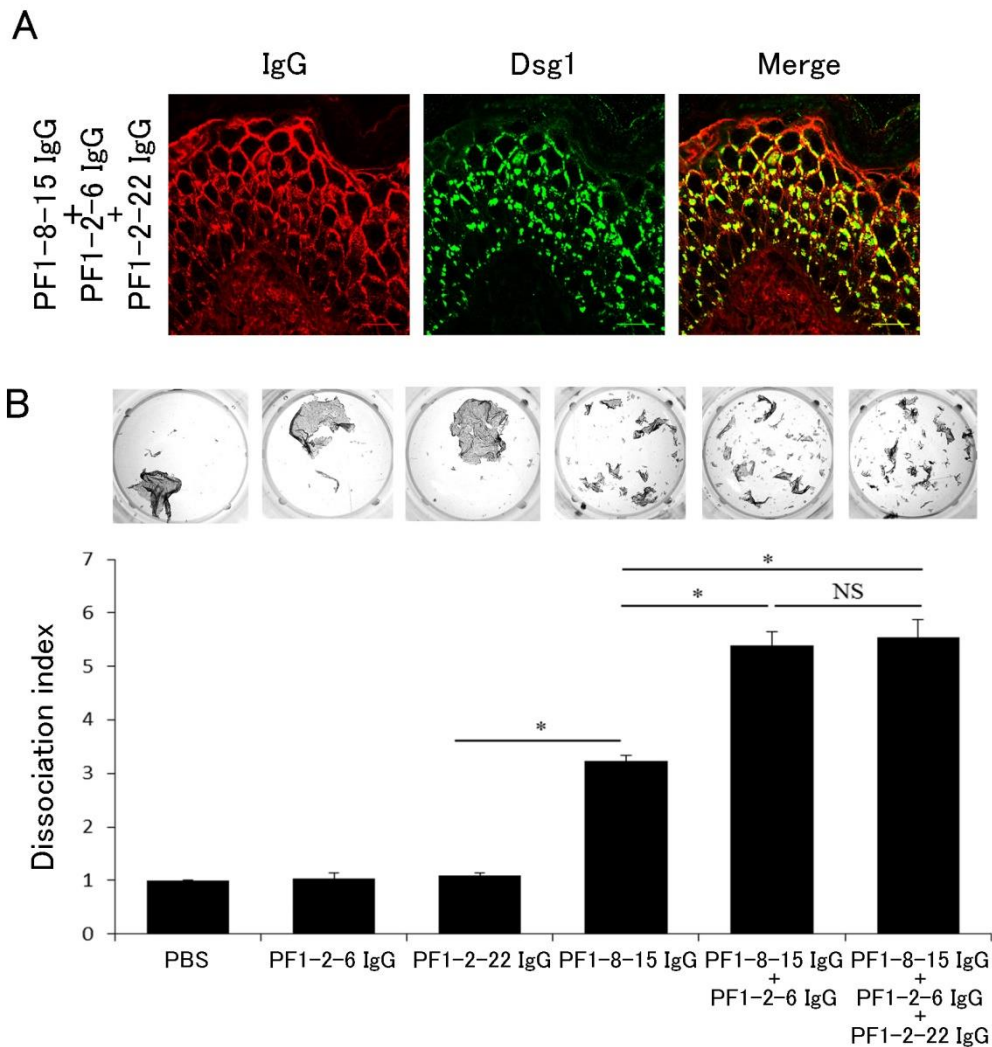 A
IgG Dsg1 Merge
PF1-8-15 IgG
+
PF1-2-6 IgG
+
PF1-2-22 IgG
B
7
6
5
4
3
2
1
0
Dissociation index
*
*
NS
*
PBS
PF1-2-6 IgG
PF1-2-22 IgG
PF1-8-15 IgG
PF1-8-15 IgG
+
PF1-2-6 IgG
PF1-8-15 IgG
+
PF1-2-6 IgG
+
PF1-2-22 IgG